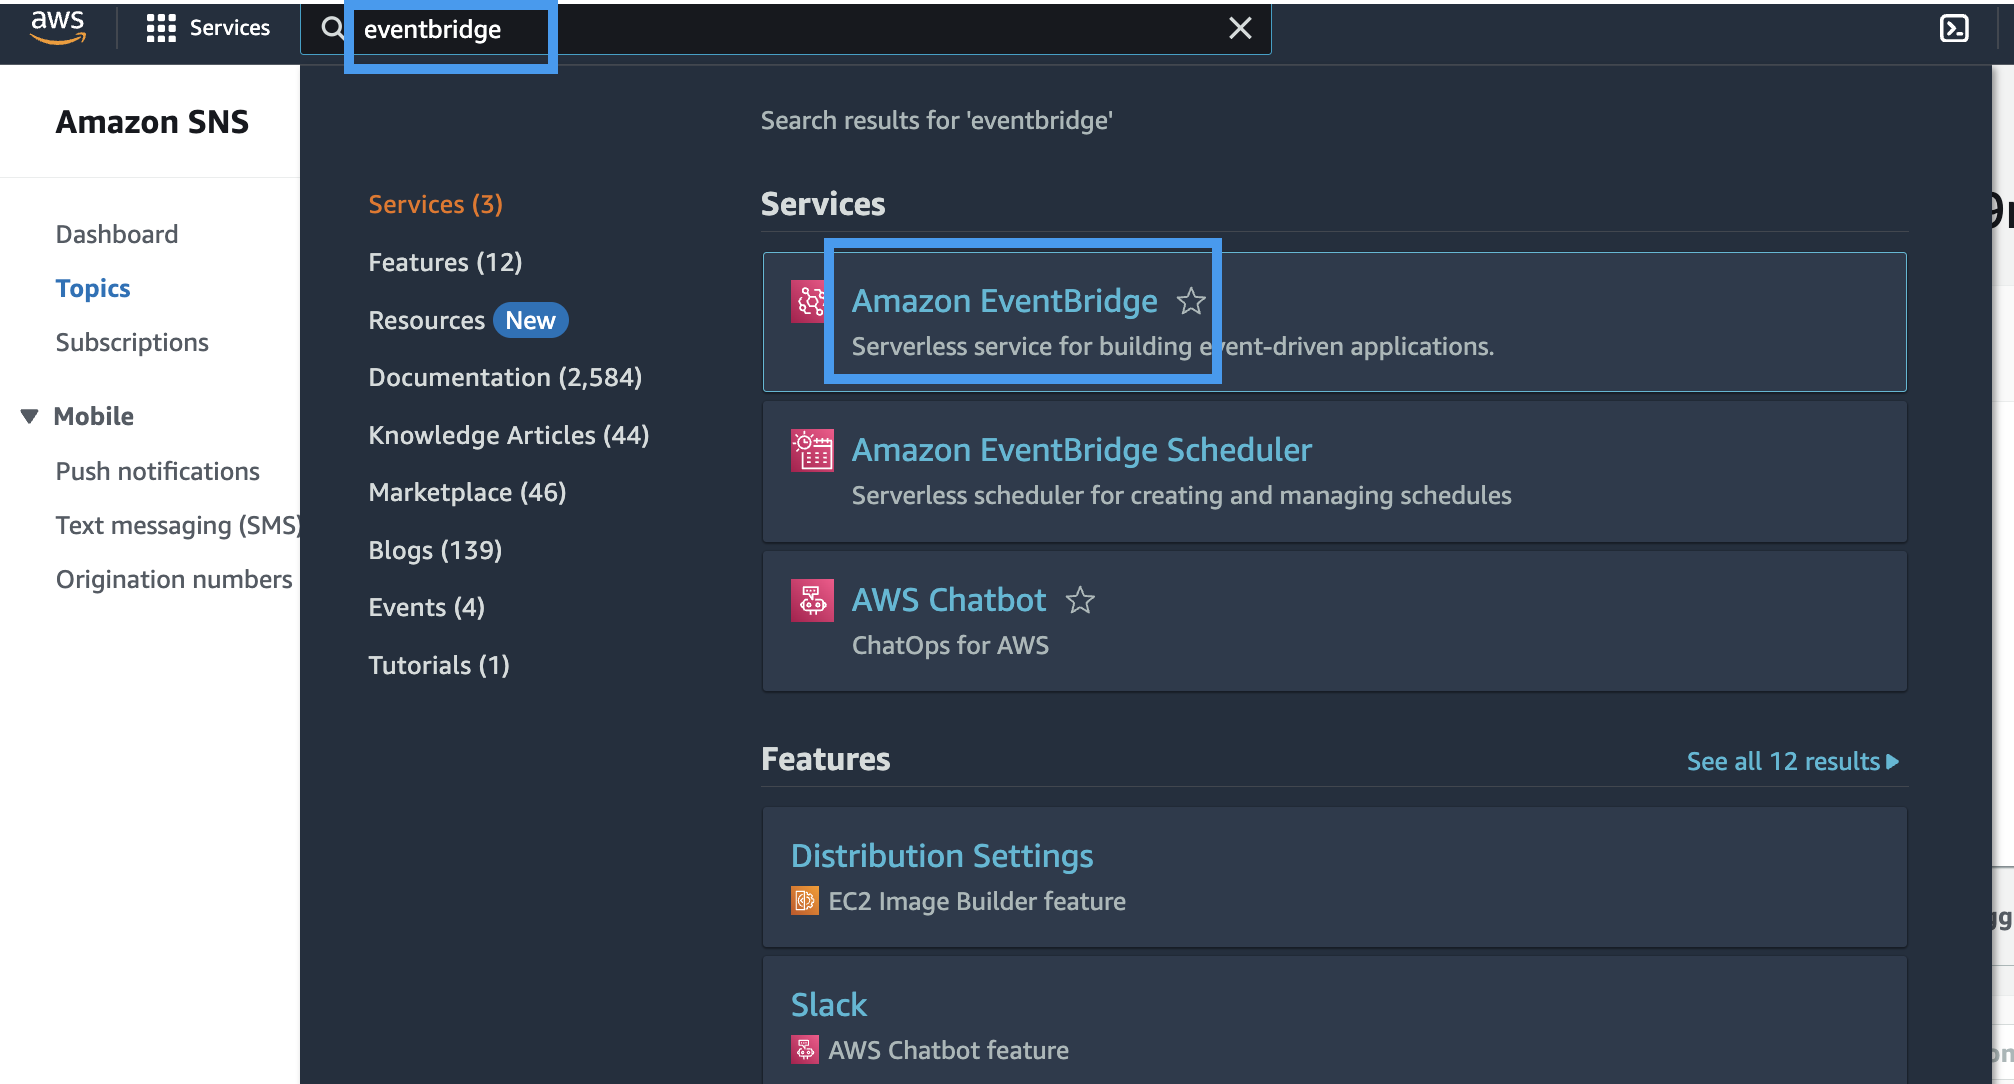 aws
Services
eventbridge
Amazon SNS
Dashboard
Topics
Subscriptions
Mobile
Push notifications
Text messaging (SMS)
Origination numbers
Search results for 'eventbridge'
Services (3)
Features (12)
Resources New
Documentation (2,584)
Knowledge Articles (44)
Marketplace (46)
Blogs (139)
Events (4)
Tutorials (1)
Services
Amazon EventBridge
Serverless service for building event-driven applications.
Amazon EventBridge Scheduler
Serverless scheduler for creating and managing schedules
AWS Chatbot
ChatOps for AWS
Features
See all 12 results
Distribution Settings
EC2 Image Builder feature
Slack
AWS Chatbot feature